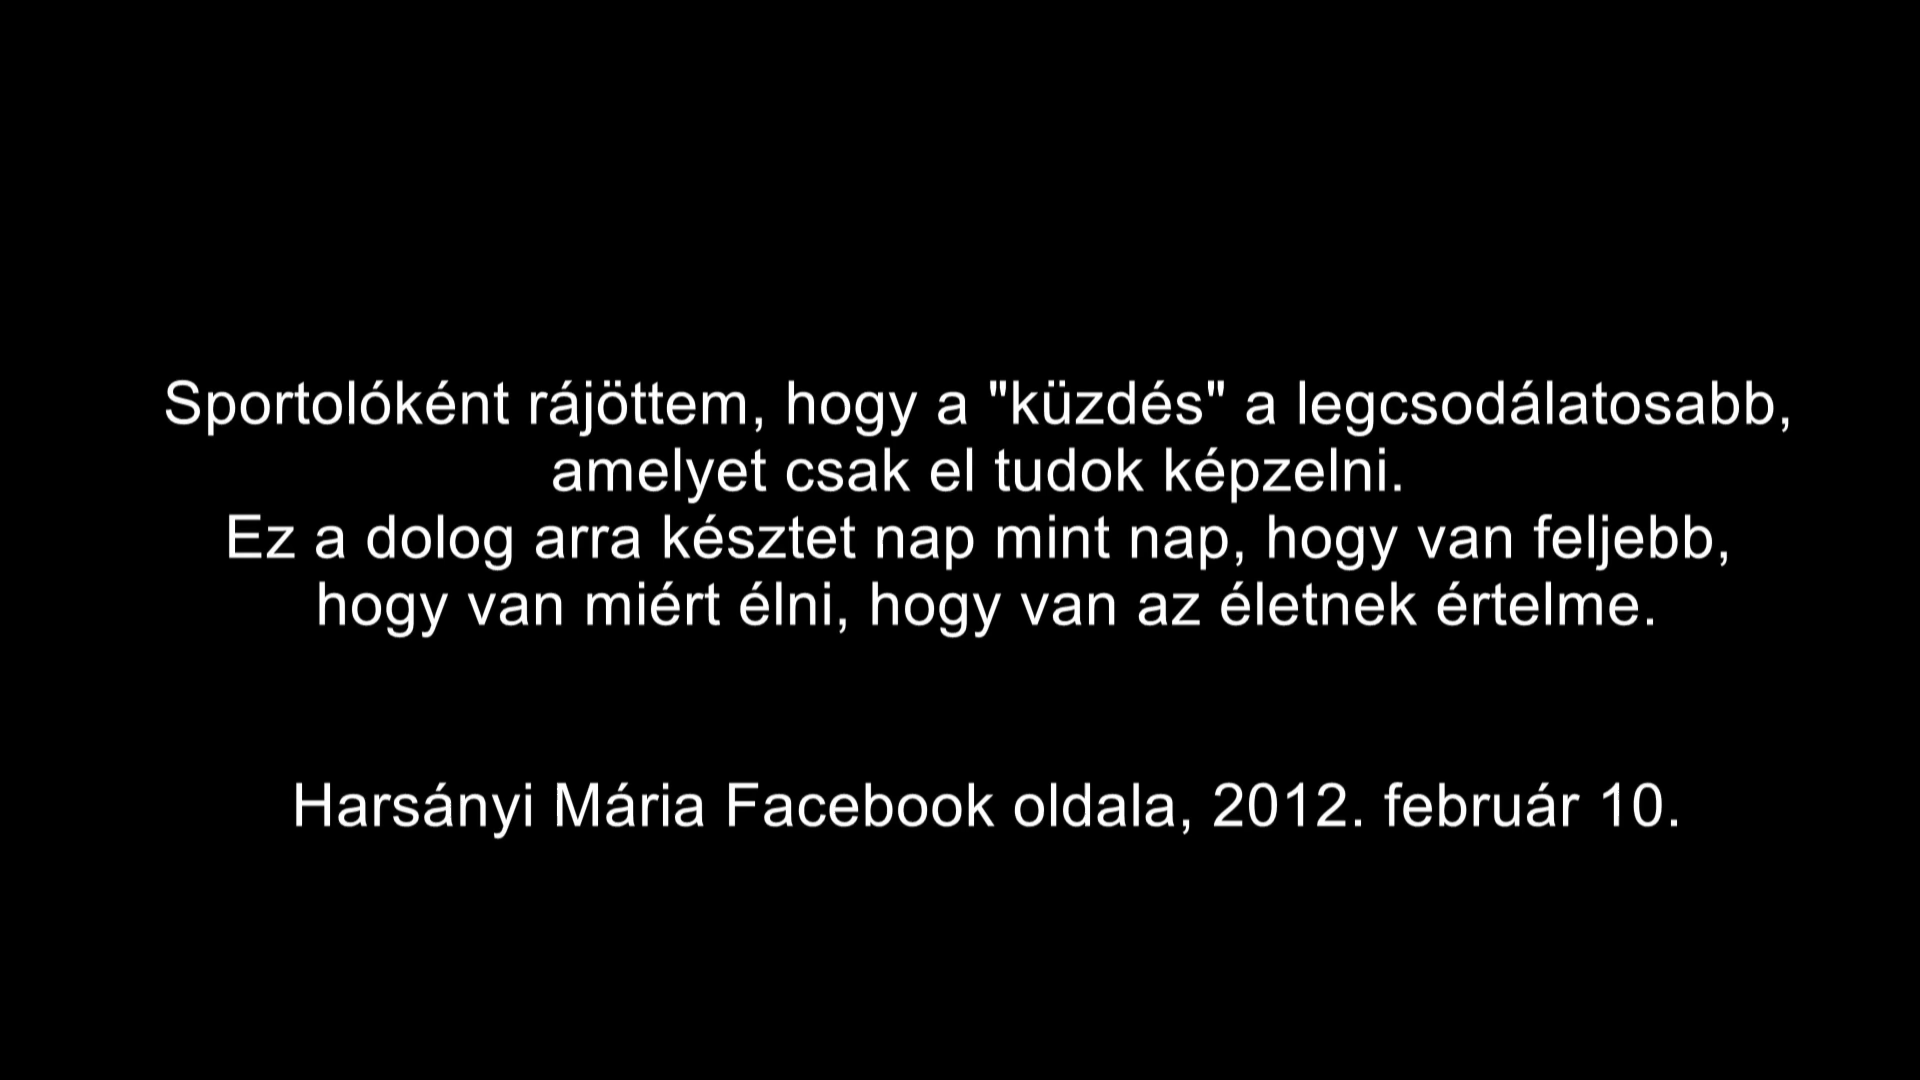 Sportolóként rájöttem, hogy a "küzdés" a legcsodálatosabb,
amelyet csak el tudok képzelni.
Ez a dolog arra késztet nap mint nap, hogy van feljebb,
hogy van miért élni, hogy van az életnek értelme.
Harsányi Mária Facebook oldala, 2012. február 10.